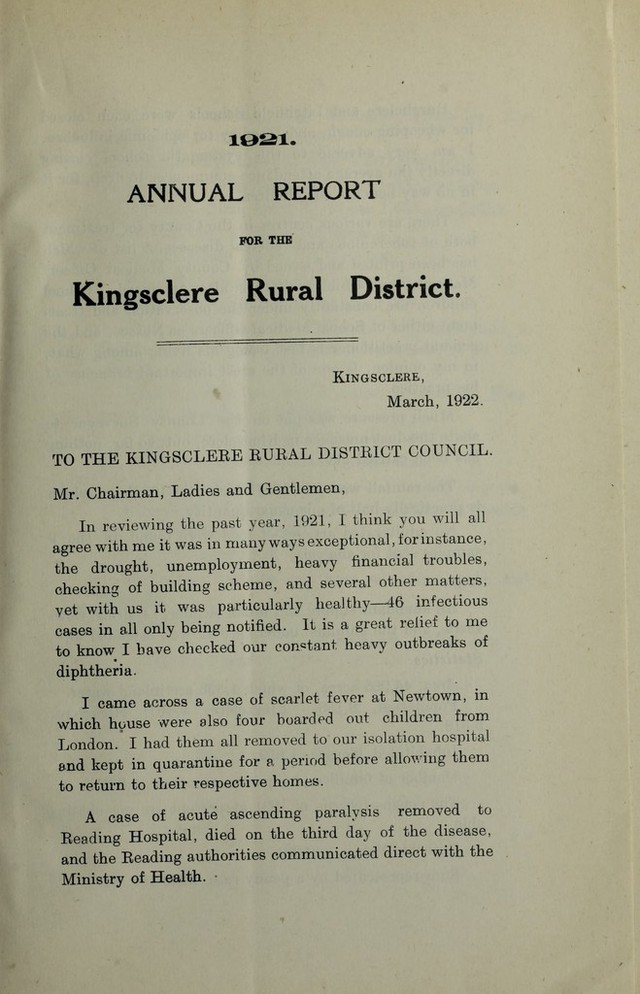 1921.
ANNUAL REPORT
FOR THE
Kingsclere Rural District.
KINGSCLERE,
March, 1922.
TO THE KINGSCLERE RURAL DISTRICT COUNCIL.
Mr. Chairman, Ladies and Gentlemen,
In reviewing the past year, 1921, I think you will all
agree with me it was in many ways exceptional, for instance,
the drought, unemployment, heavy financial troubles,
checking of building scheme, and several other matters,
yet with us it was particularly healthy—46 infectious
cases in all only being notified. It is a great relief to me
to know I have checked our constant heavy outbreaks of
diphtheria.
I came across a case of scarlet fever at Newtown, in
which house were also four boarded out children from
London. I had them all removed to our isolation hospital
and kept in quarantine for a period before allowing them
to return to their respective homes.
A case of acute ascending paralysis removed to
Reading Hospital, died on the third day of the disease,
and the Reading authorities communicated direct with the
Ministry of Health.